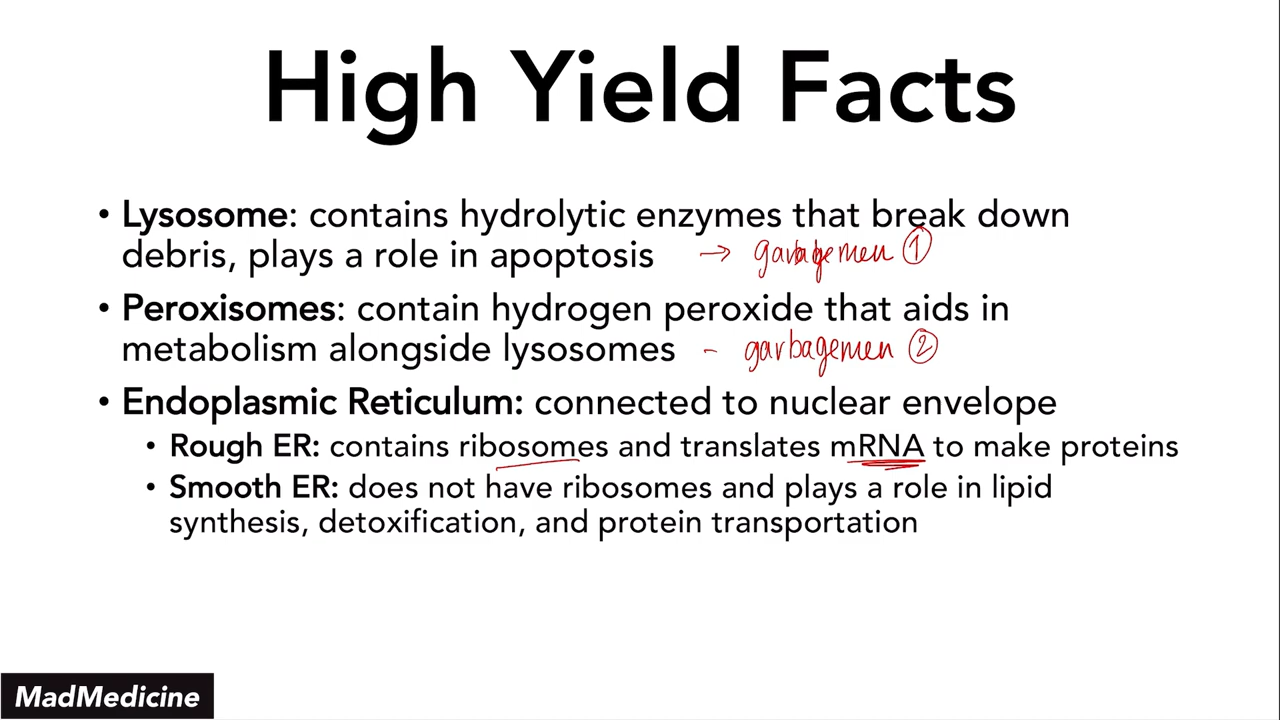 High Yield Facts
• Lysosome: contains hydrolytic enzymes that break down
debris, plays a role in apoptosis → garbagemen ①
• Peroxisomes: contain hydrogen peroxide that aids in
metabolism alongside lysosomes - garbagemen ②
• Endoplasmic Reticulum: connected to nuclear envelope
• Rough ER: contains ribosomes and translates mRNA to make proteins
• Smooth ER: does not have ribosomes and plays a role in lipid
synthesis, detoxification, and protein transportation
MadMedicine